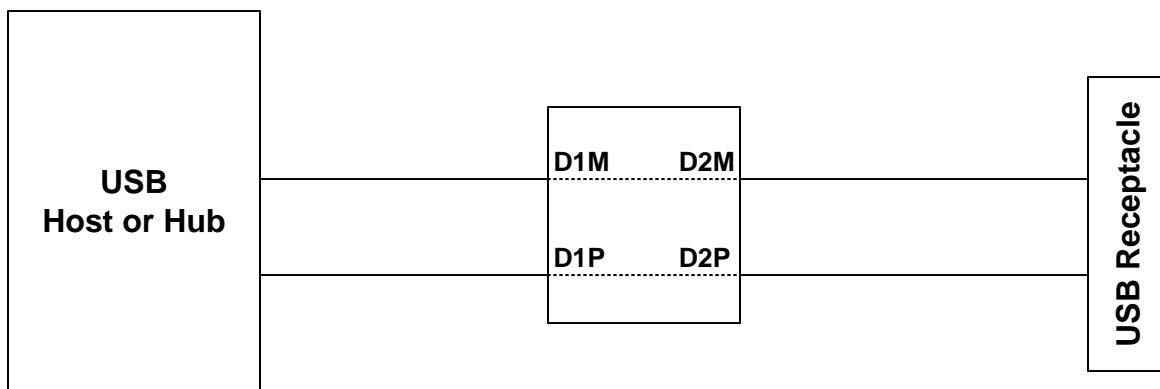 USB
Host or Hub
D1M D2M
D1P D2P
USB Receptacle